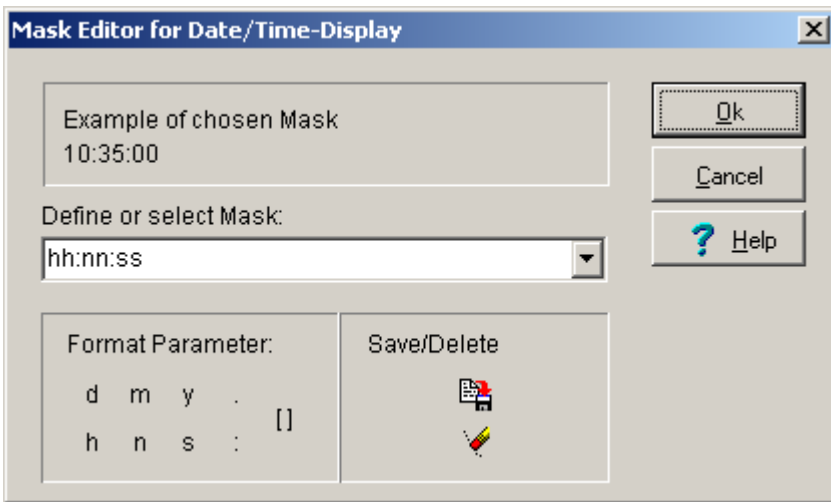 Mask Editor for Date/Time-Display
Example of chosen Mask
10:35:00
Ok
Cancel
Define or select Mask:
hh:nn:ss
? Help
Format Parameter:
d m y .
[]
h n s :
Save/Delete